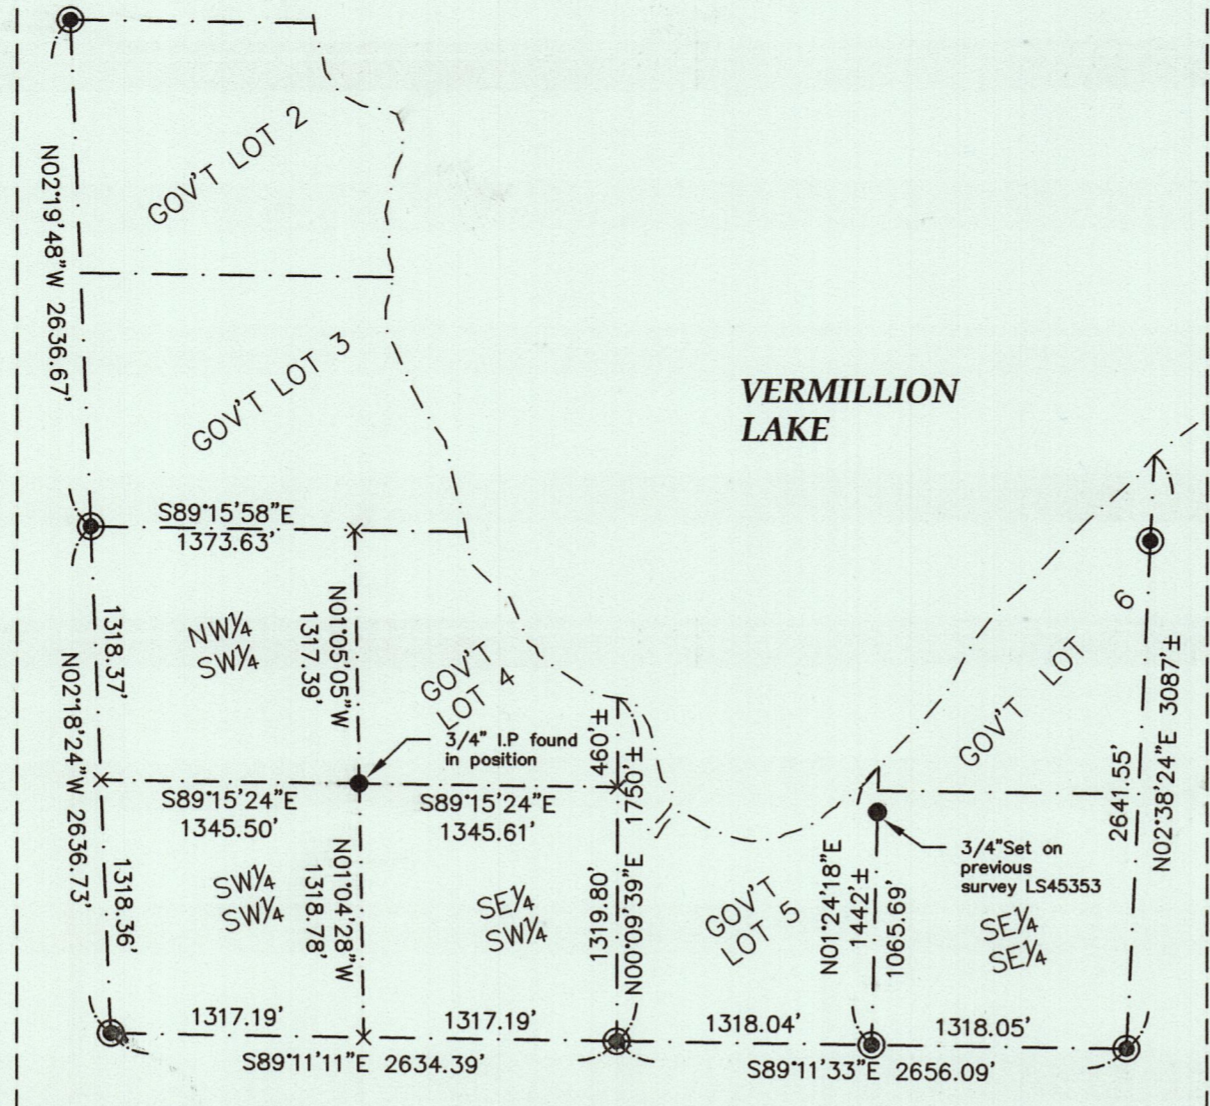 GOV'T LOT 2
N02°19'48"W 2636.67'
GOV'T LOT 3
VERMILLION
LAKE
S89°15'58"E
1373.63'
NW¼
SW¼
1318.37'
N02°18'24"W 2636.73'
N01°05'05"W
1317.39'
GOV'T
LOT 4
3/4" I.P found
in position
460'±
1750'±
GOV'T LOT 6
3087'±
N02°38'24"E
2641.55'
S89°15'24"E
1345.50'
S89°15'24"E
1345.61'
3/4"Set on
previous
survey LS45353
SW¼
SW¼
1318.36'
N01°04'28"W
1318.78'
SE¼
SW¼
1319.80'
N00°09'39"E
GOV'T
LOT 5
N01°24'18"E
1442'±
1065.69'
SE¼
SE¼
1317.19'
1317.19'
1318.04'
1318.05'
S89°11'11"E 2634.39'
S89°11'33"E 2656.09'